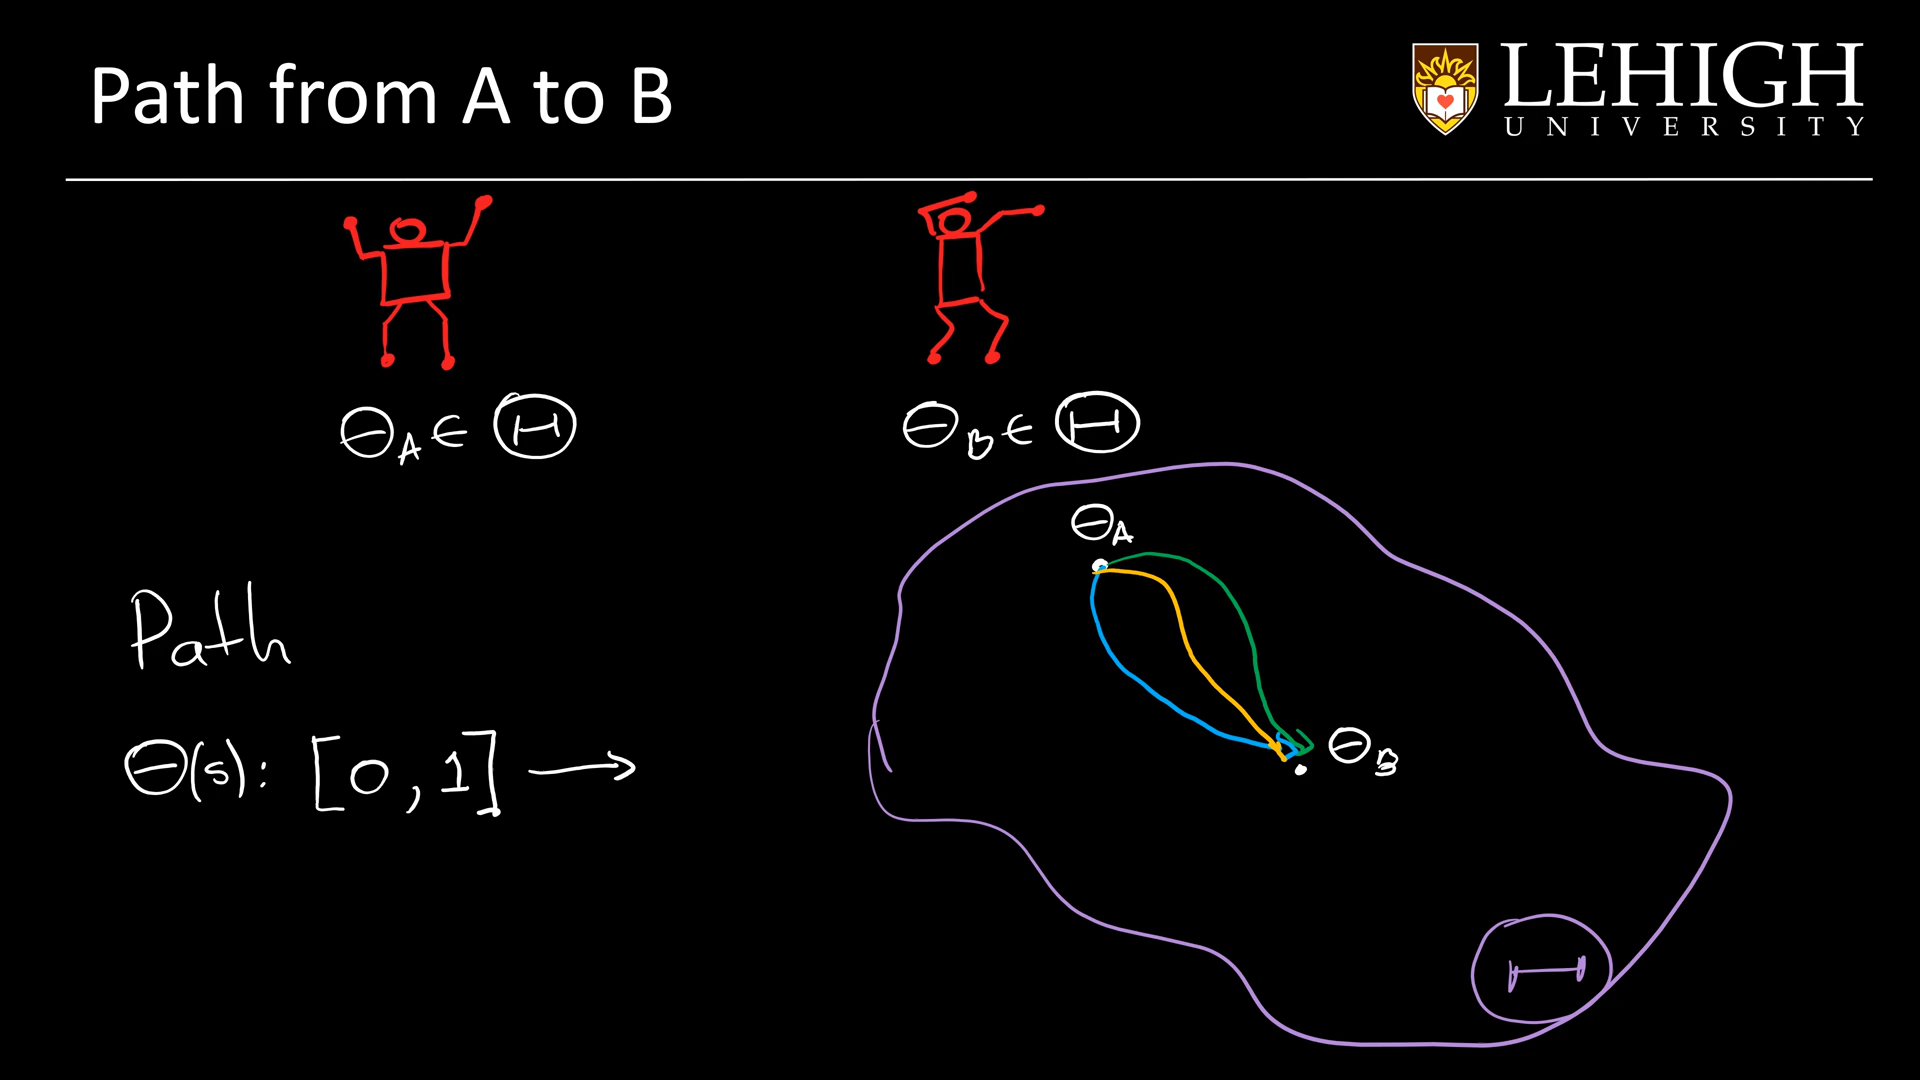 Path from A to B
LEHIGH
UNIVERSITY
θ_A ∈ Θ
θ_B ∈ Θ
θ_A
Path
θ_B
θ(s): [0, 1] →
Θ